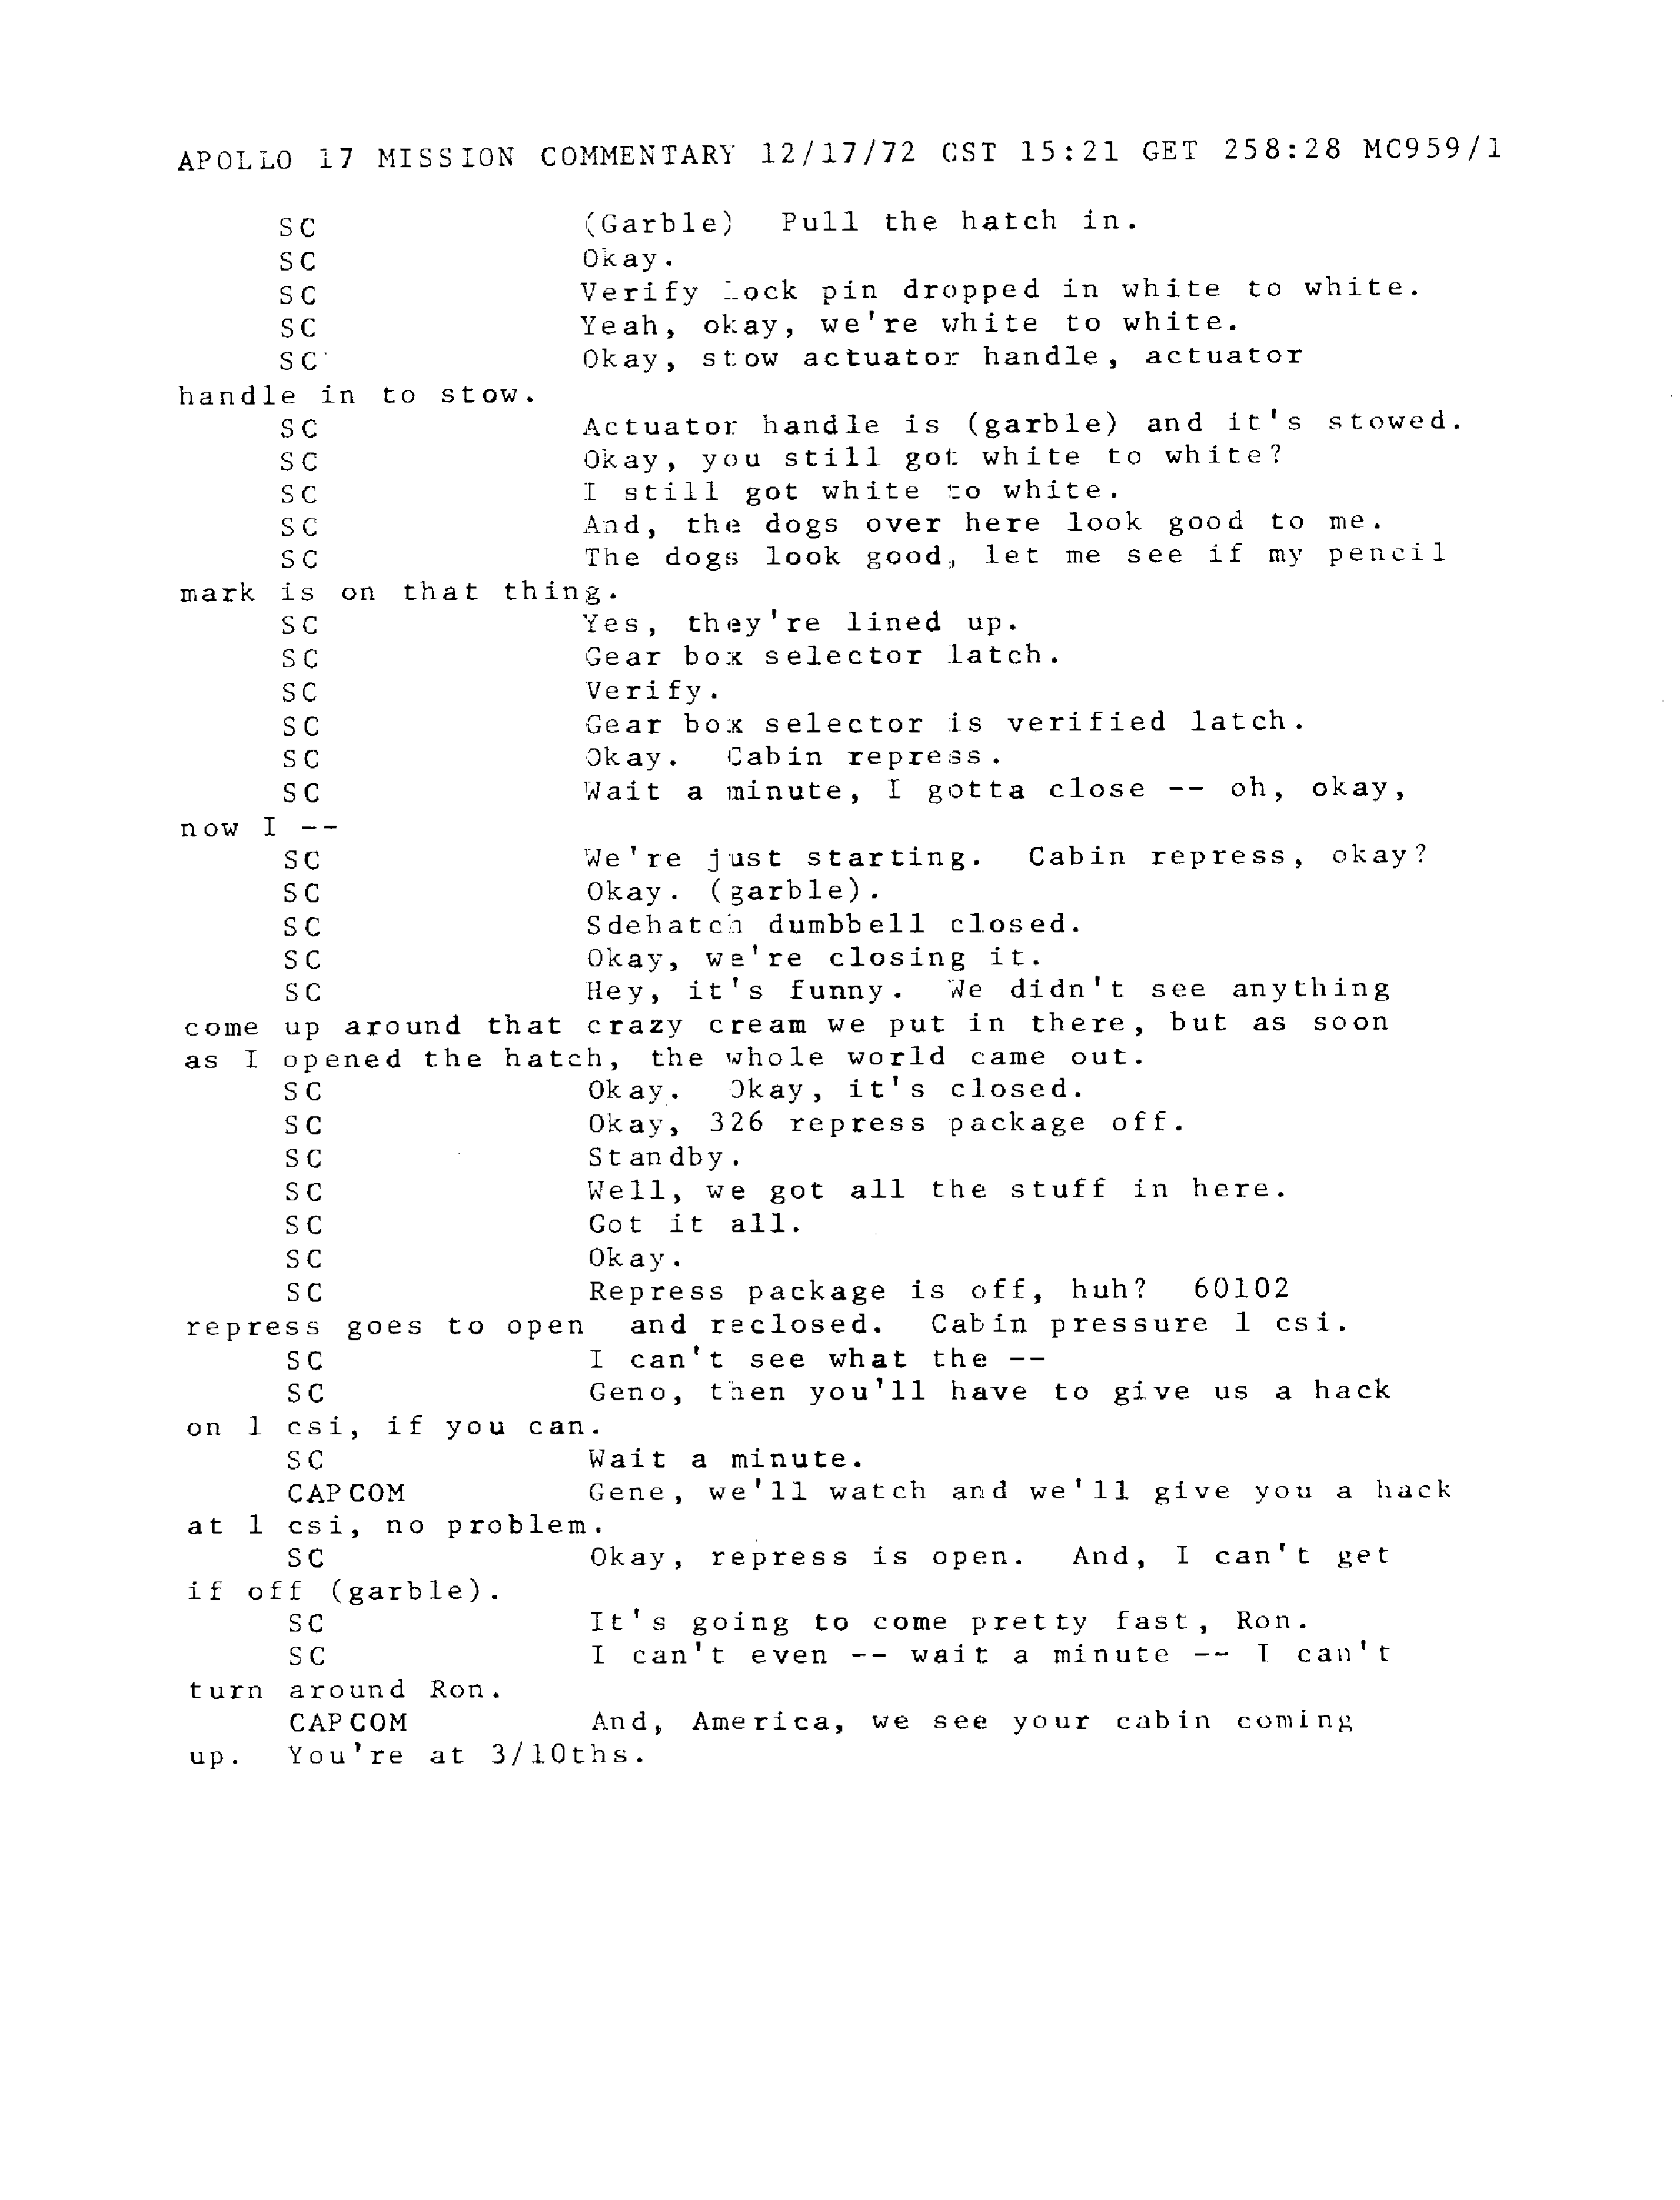 APOLLO 17 MISSION COMMENTARY 12/17/72 CST 15:21 GET 258:28 MC959/1
SC (Garble) Pull the hatch in.
SC Okay.
SC Verify lock pin dropped in white to white.
SC Yeah, okay, we're white to white.
SC Okay, stow actuator handle, actuator
handle in to stow.
SC Actuator handle is (garble) and it's stowed.
SC Okay, you still got white to white?
SC I still got white to white.
SC And, the dogs over here look good to me.
SC The dogs look good, let me see if my pencil
mark is on that thing.
SC Yes, they're lined up.
SC Gear box selector latch.
SC Verify.
SC Gear box selector is verified latch.
SC Okay. Cabin repress.
SC Wait a minute, I gotta close -- oh, okay,
now I --
SC We're just starting. Cabin repress, okay?
SC Okay. (garble).
SC Sdehatch dumbbell closed.
SC Okay, we're closing it.
SC Hey, it's funny. We didn't see anything
come up around that crazy cream we put in there, but as soon
as I opened the hatch, the whole world came out.
SC Okay. Okay, it's closed.
SC Okay, 326 repress package off.
SC Standby.
SC Well, we got all the stuff in here.
SC Got it all.
SC Okay.
SC Repress package is off, huh? 60102
repress goes to open and reclosed. Cabin pressure 1 csi.
SC I can't see what the --
SC Geno, then you'll have to give us a hack
on 1 csi, if you can.
SC Wait a minute.
CAPCOM Gene, we'll watch and we'll give you a hack
at 1 csi, no problem.
SC Okay, repress is open. And, I can't get
if off (garble).
SC It's going to come pretty fast, Ron.
SC I can't even -- wait a minute -- I can't
turn around Ron.
CAPCOM And, America, we see your cabin coming
up. You're at 3/10ths.